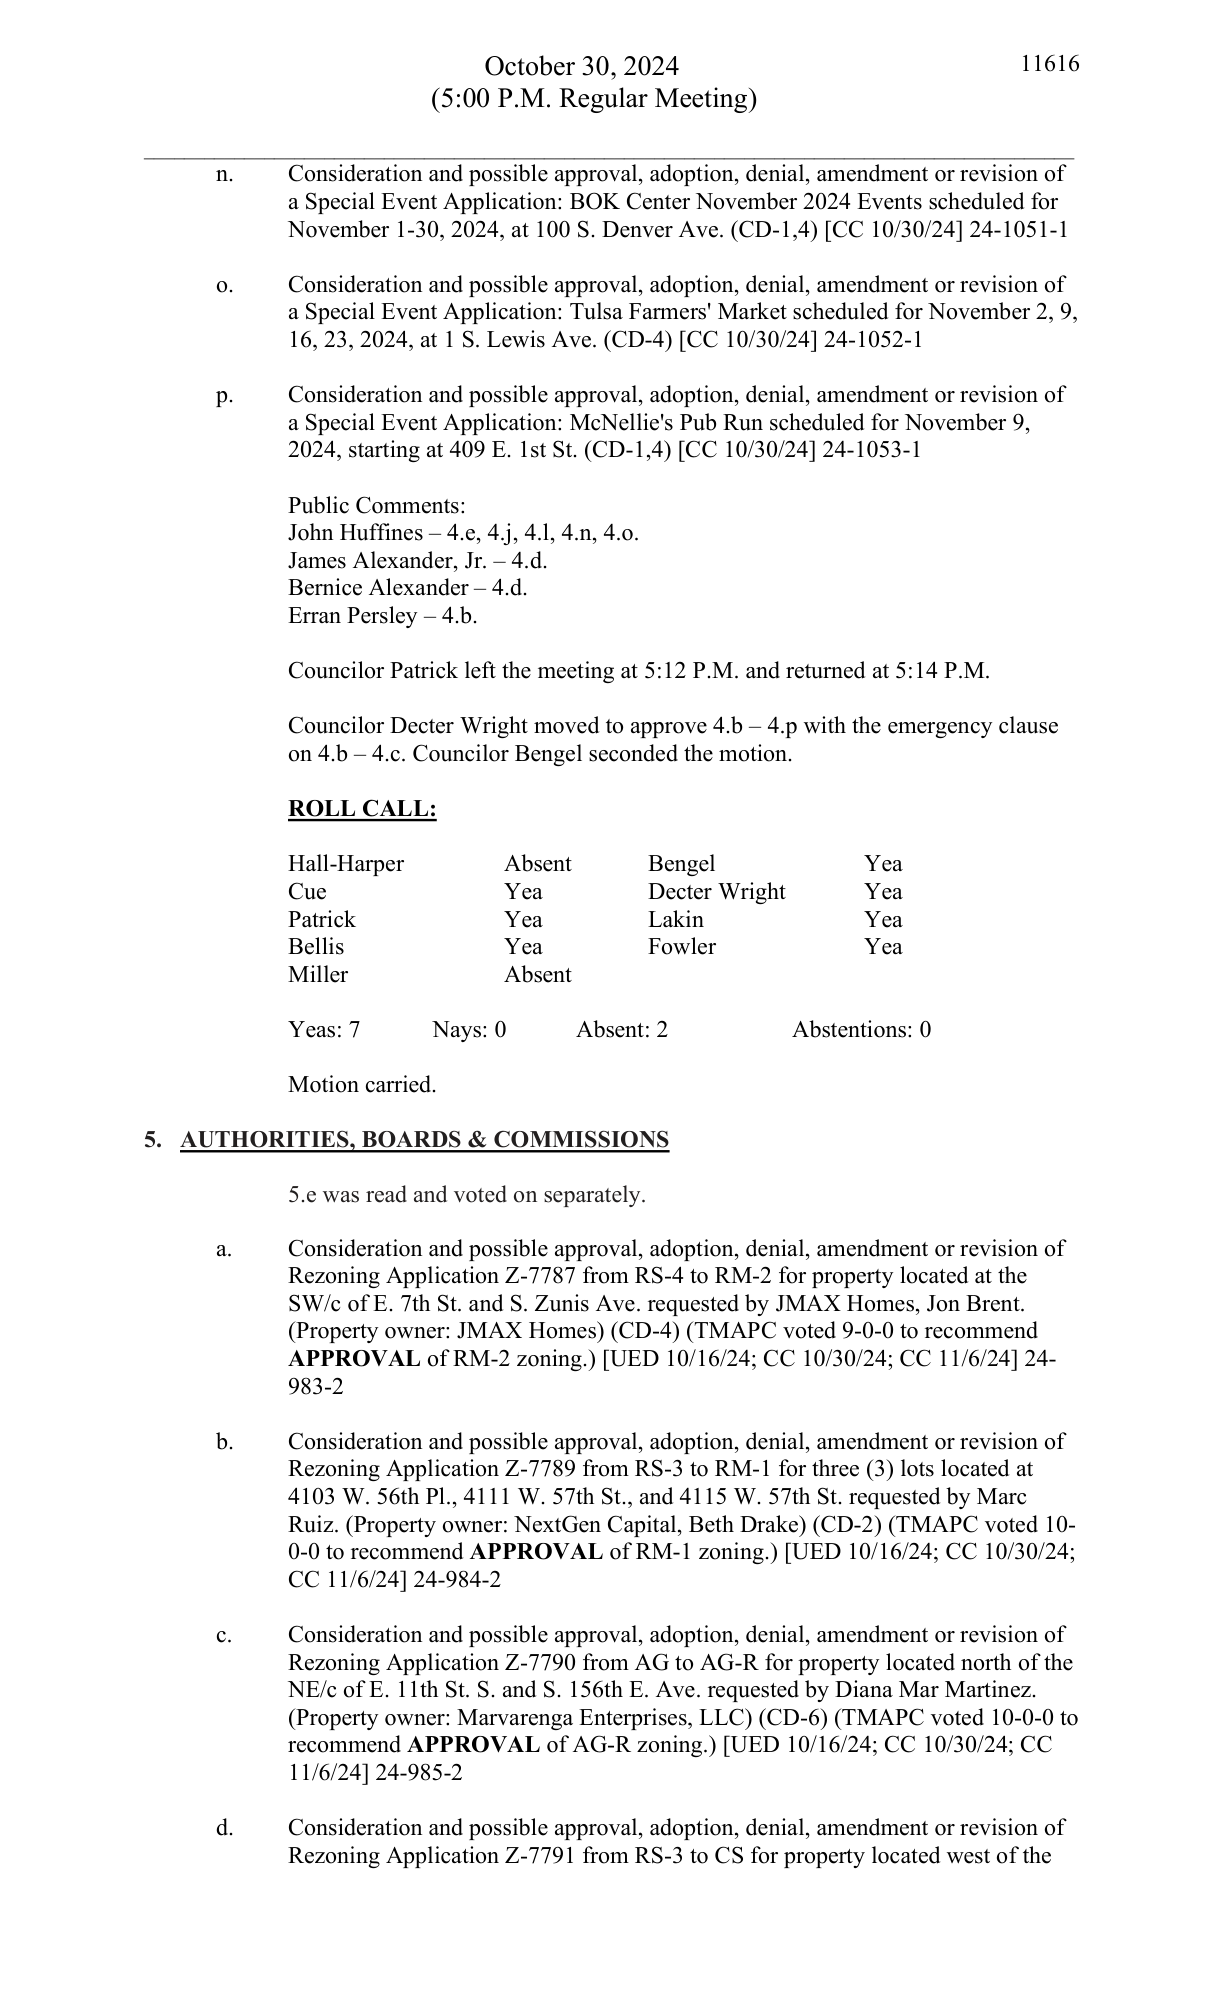 October 30, 2024
11616
(5:00 P.M. Regular Meeting)
n. Consideration and possible approval, adoption, denial, amendment or revision of
a Special Event Application: BOK Center November 2024 Events scheduled for
November 1-30, 2024, at 100 S. Denver Ave. (CD-1,4) [CC 10/30/24] 24-1051-1
o. Consideration and possible approval, adoption, denial, amendment or revision of
a Special Event Application: Tulsa Farmers' Market scheduled for November 2, 9,
16, 23, 2024, at 1 S. Lewis Ave. (CD-4) [CC 10/30/24] 24-1052-1
p. Consideration and possible approval, adoption, denial, amendment or revision of
a Special Event Application: McNellie's Pub Run scheduled for November 9,
2024, starting at 409 E. 1st St. (CD-1,4) [CC 10/30/24] 24-1053-1
Public Comments:
John Huffines – 4.e, 4.j, 4.l, 4.n, 4.o.
James Alexander, Jr. – 4.d.
Bernice Alexander – 4.d.
Erran Persley – 4.b.
Councilor Patrick left the meeting at 5:12 P.M. and returned at 5:14 P.M.
Councilor Decter Wright moved to approve 4.b – 4.p with the emergency clause
on 4.b – 4.c. Councilor Bengel seconded the motion.
ROLL CALL:
Hall-Harper Absent Bengel Yea
Cue Yea Decter Wright Yea
Patrick Yea Lakin Yea
Bellis Yea Fowler Yea
Miller Absent
Yeas: 7 Nays: 0 Absent: 2 Abstentions: 0
Motion carried.
5. AUTHORITIES, BOARDS & COMMISSIONS
5.e was read and voted on separately.
a. Consideration and possible approval, adoption, denial, amendment or revision of
Rezoning Application Z-7787 from RS-4 to RM-2 for property located at the
SW/c of E. 7th St. and S. Zunis Ave. requested by JMAX Homes, Jon Brent.
(Property owner: JMAX Homes) (CD-4) (TMAPC voted 9-0-0 to recommend
APPROVAL of RM-2 zoning.) [UED 10/16/24; CC 10/30/24; CC 11/6/24] 24-
983-2
b. Consideration and possible approval, adoption, denial, amendment or revision of
Rezoning Application Z-7789 from RS-3 to RM-1 for three (3) lots located at
4103 W. 56th Pl., 4111 W. 57th St., and 4115 W. 57th St. requested by Marc
Ruiz. (Property owner: NextGen Capital, Beth Drake) (CD-2) (TMAPC voted 10-
0-0 to recommend APPROVAL of RM-1 zoning.) [UED 10/16/24; CC 10/30/24;
CC 11/6/24] 24-984-2
c. Consideration and possible approval, adoption, denial, amendment or revision of
Rezoning Application Z-7790 from AG to AG-R for property located north of the
NE/c of E. 11th St. S. and S. 156th E. Ave. requested by Diana Mar Martinez.
(Property owner: Marvarenga Enterprises, LLC) (CD-6) (TMAPC voted 10-0-0 to
recommend APPROVAL of AG-R zoning.) [UED 10/16/24; CC 10/30/24; CC
11/6/24] 24-985-2
d. Consideration and possible approval, adoption, denial, amendment or revision of
Rezoning Application Z-7791 from RS-3 to CS for property located west of the